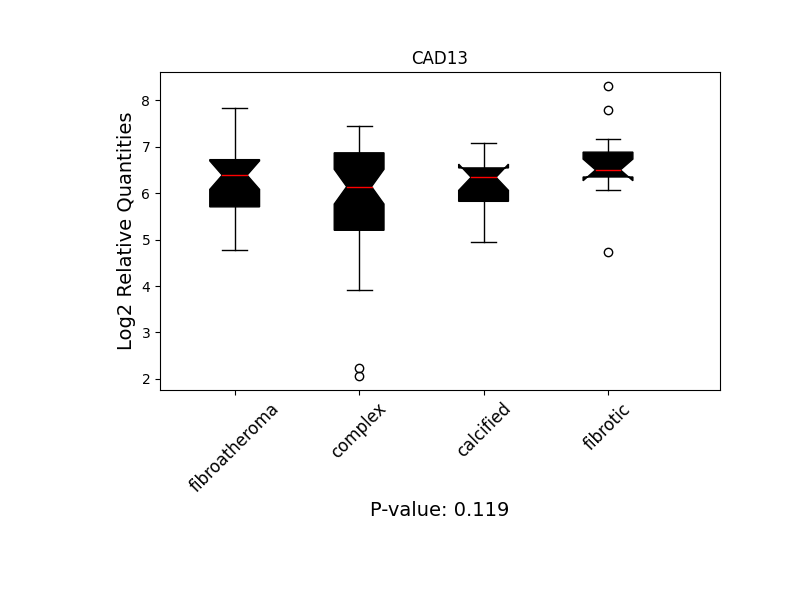 CAD13
Log2 Relative Quantities
8
7
6
5
4
3
2
fibroatheroma
complex
calcified
fibrotic
P-value: 0.119